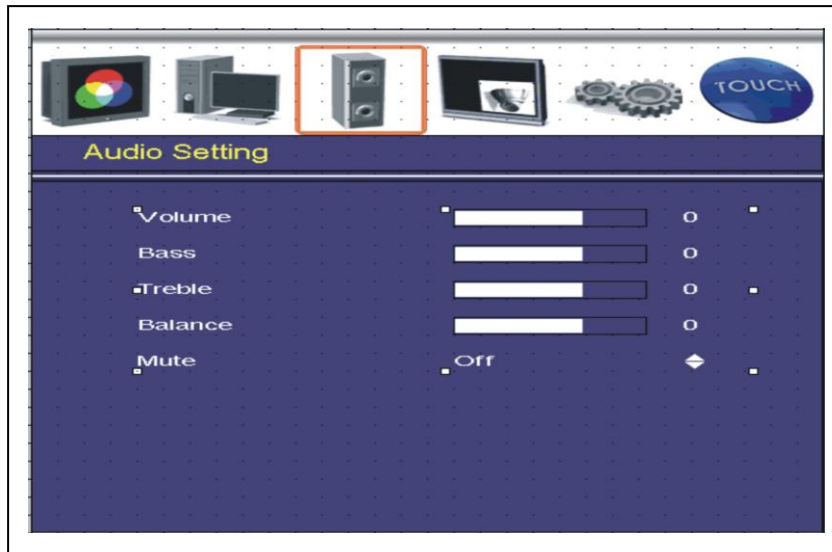 TOUCH
Audio Setting
Volume 0
Bass 0
Treble 0
Balance 0
Mute Off